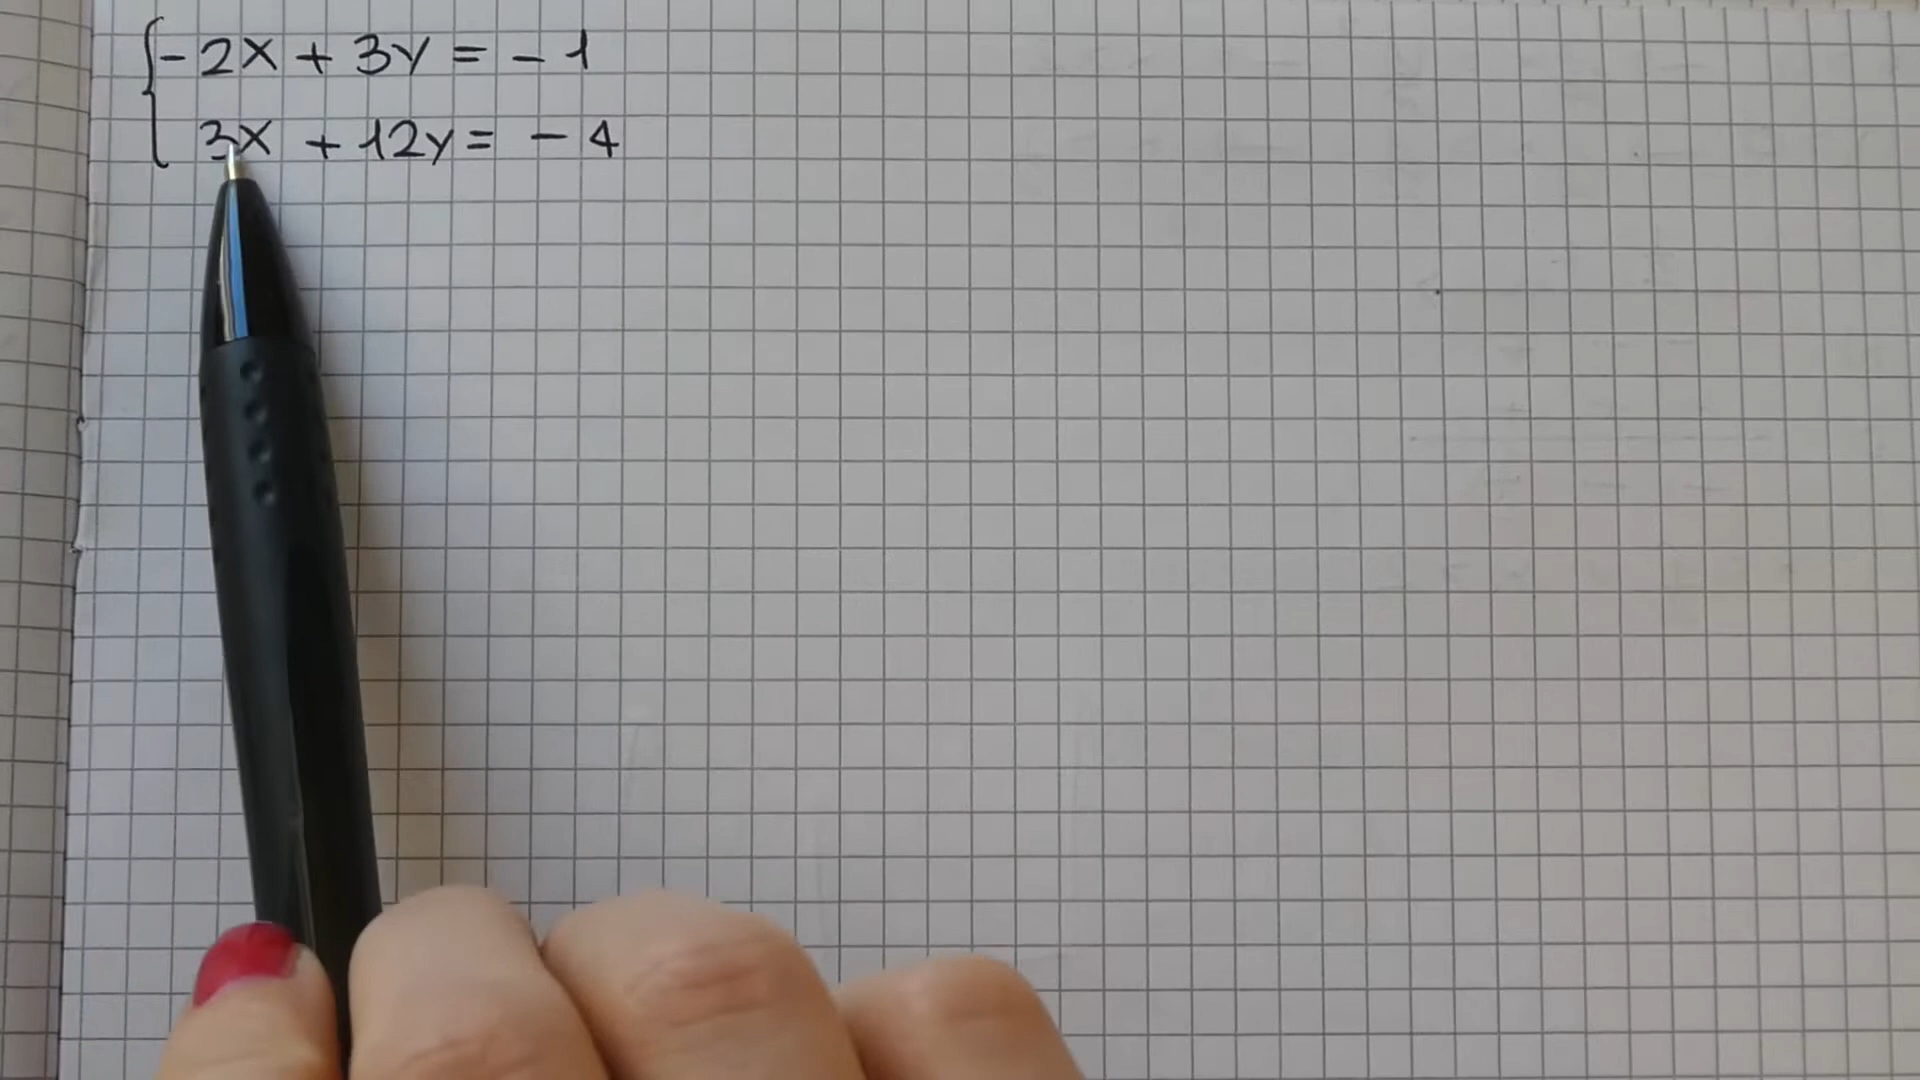 -2x + 3y = -1
3x + 12y = -4